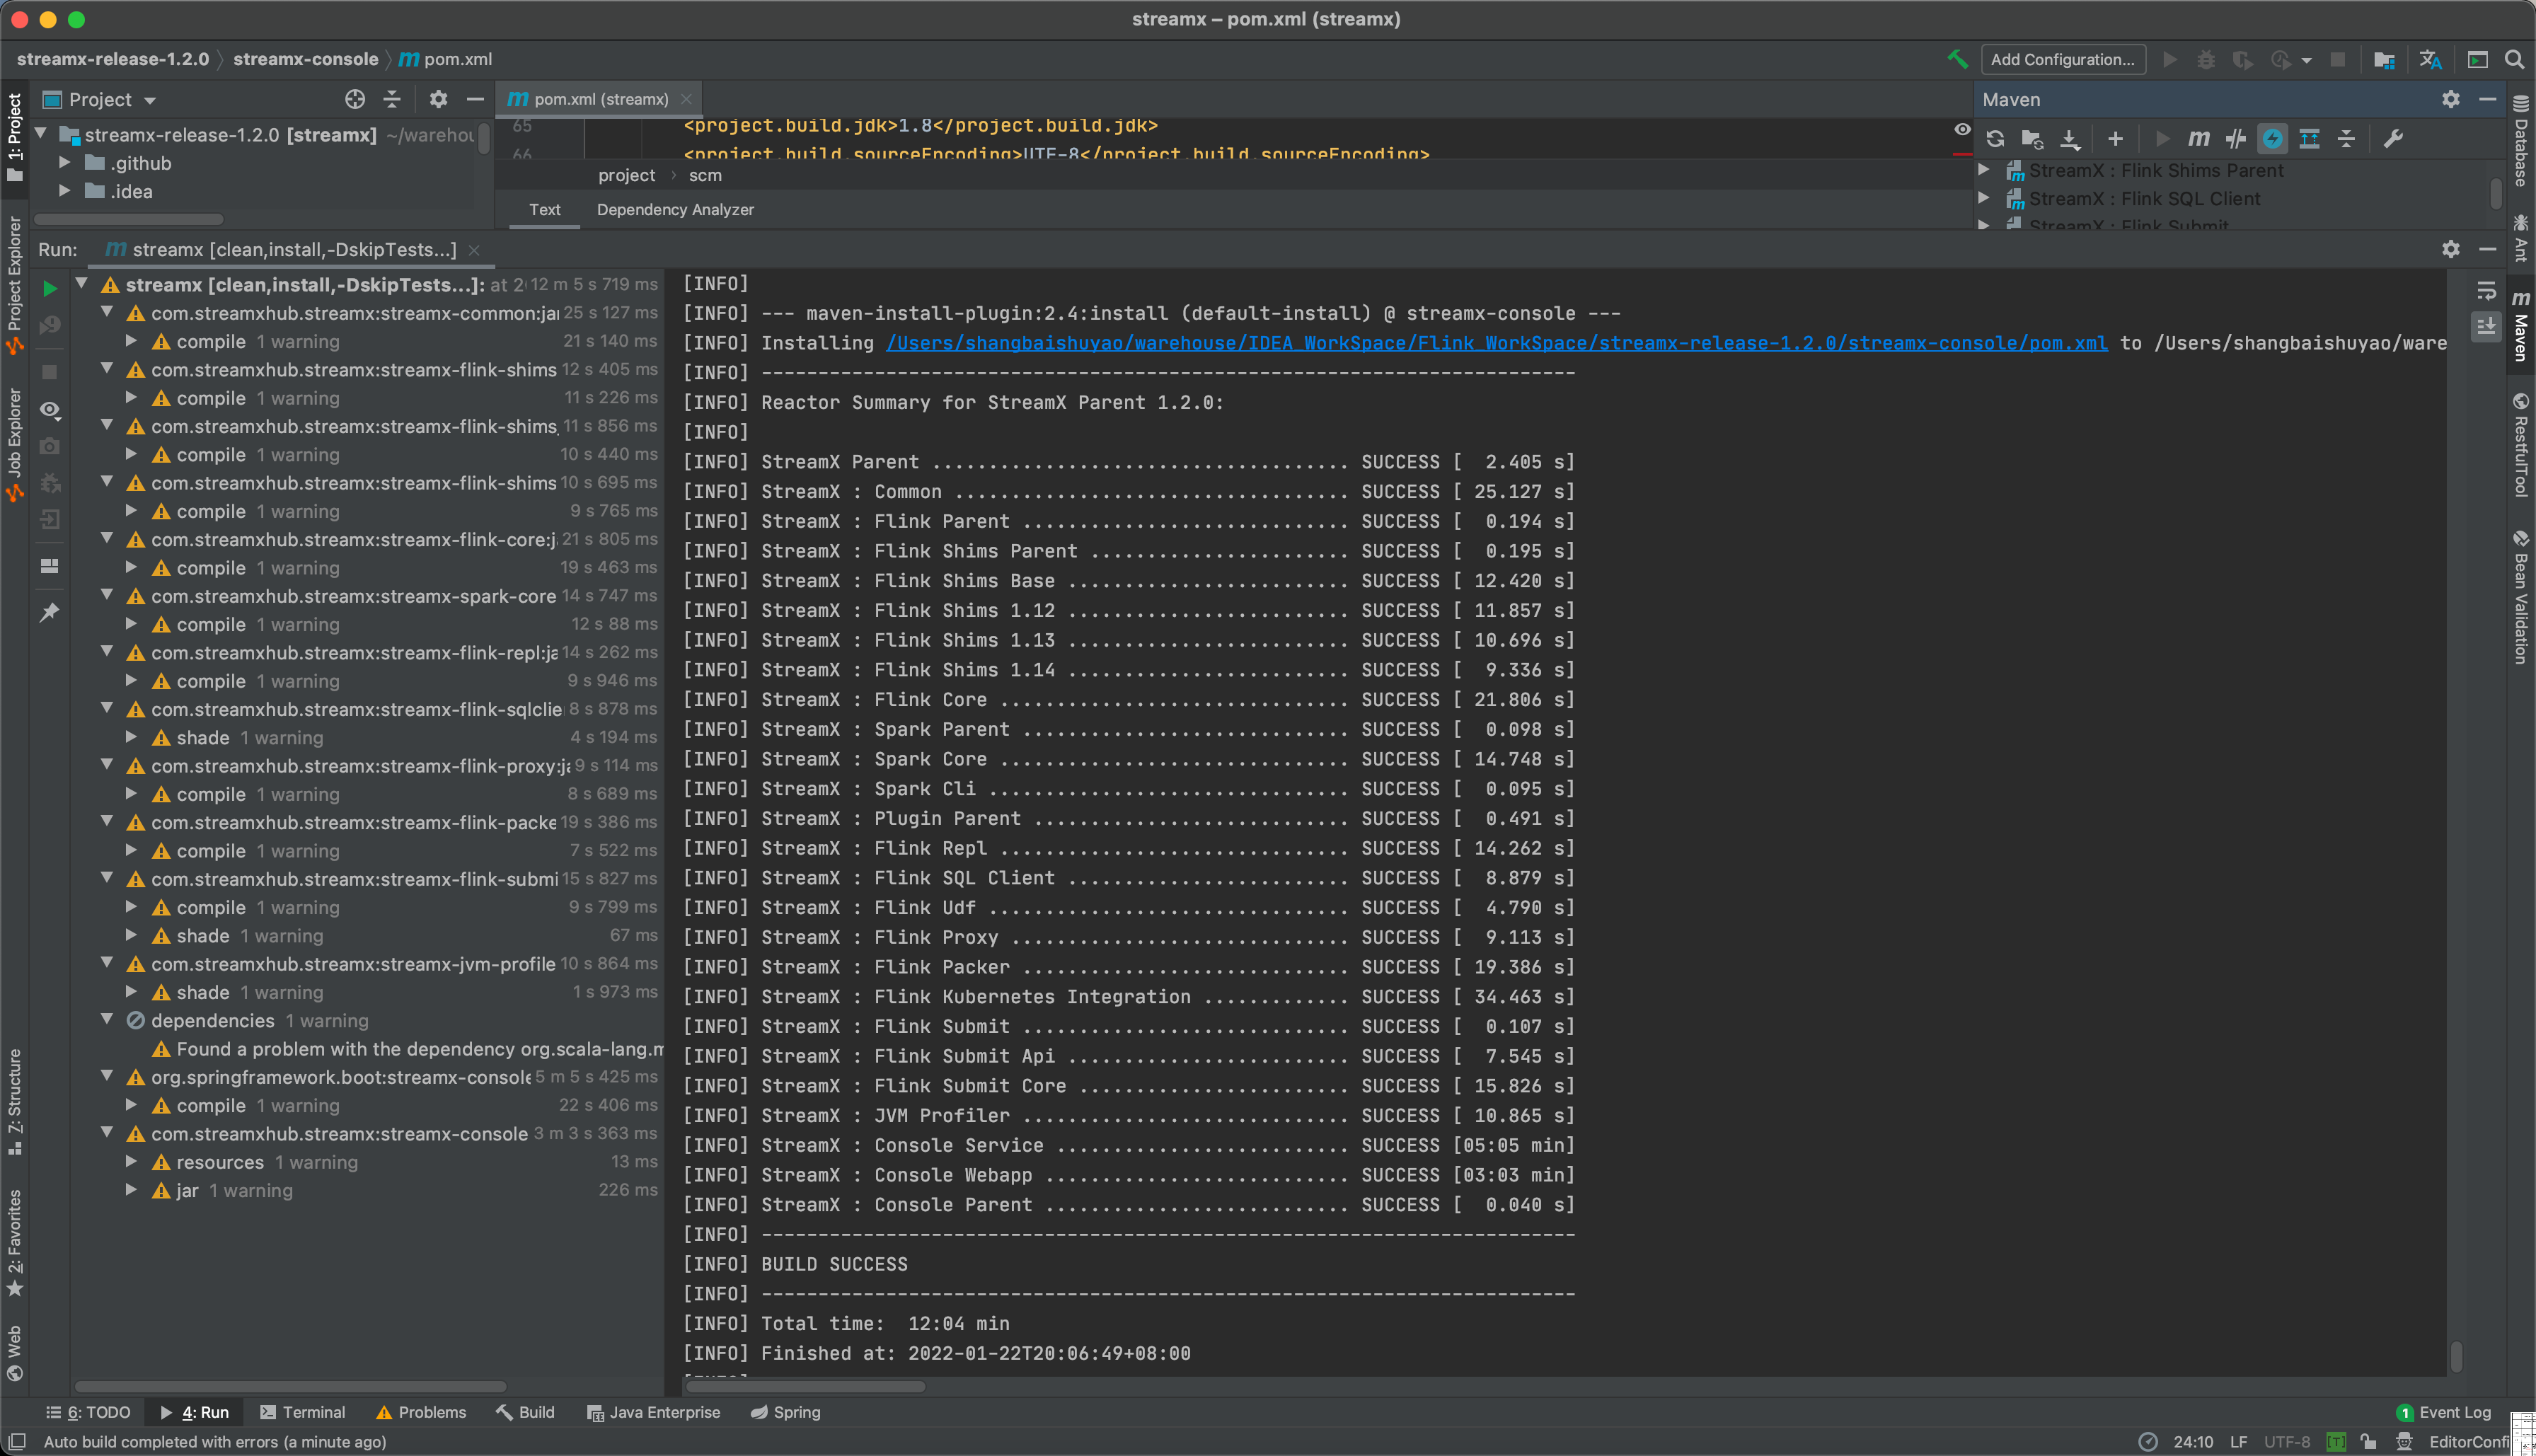 streamx – pom.xml (streamx)
streamx-release-1.2.0 streamx-console m pom.xml
Add Configuration...
Project
pom.xml (streamx)
Maven
streamx-release-1.2.0 [streamx] ~/warehou
.github
.idea
65 <project.build.jdk>1.8</project.build.jdk>
66 <project.build.sourceEncoding>UTF-8</project.build.sourceEncoding>
project › scm
Text Dependency Analyzer
StreamX : Flink Shims Parent
StreamX : Flink SQL Client
StreamX : Flink Submit
1: Project
Project Explorer
Job Explorer
7: Structure
2: Favorites
Web
Database
Ant
Maven
RestfulTool
Bean Validation
Run: streamx [clean,install,-DskipTests...]
streamx [clean,install,-DskipTests...]: at 2 12 m 5 s 719 ms
com.streamxhub.streamx:streamx-common:jar 25 s 127 ms
compile 1 warning 21 s 140 ms
com.streamxhub.streamx:streamx-flink-shims 12 s 405 ms
compile 1 warning 11 s 226 ms
com.streamxhub.streamx:streamx-flink-shims_ 11 s 856 ms
compile 1 warning 10 s 440 ms
com.streamxhub.streamx:streamx-flink-shims 10 s 695 ms
compile 1 warning 9 s 765 ms
com.streamxhub.streamx:streamx-flink-core:j 21 s 805 ms
compile 1 warning 19 s 463 ms
com.streamxhub.streamx:streamx-spark-core 14 s 747 ms
compile 1 warning 12 s 88 ms
com.streamxhub.streamx:streamx-flink-repl:ja 14 s 262 ms
compile 1 warning 9 s 946 ms
com.streamxhub.streamx:streamx-flink-sqlclie 8 s 878 ms
shade 1 warning 4 s 194 ms
com.streamxhub.streamx:streamx-flink-proxy:ja 9 s 114 ms
compile 1 warning 8 s 689 ms
com.streamxhub.streamx:streamx-flink-packe 19 s 386 ms
compile 1 warning 7 s 522 ms
com.streamxhub.streamx:streamx-flink-submi 15 s 827 ms
compile 1 warning 9 s 799 ms
shade 1 warning 67 ms
com.streamxhub.streamx:streamx-jvm-profile 10 s 864 ms
shade 1 warning 1 s 973 ms
dependencies 1 warning
Found a problem with the dependency org.scala-lang.m
org.springframework.boot:streamx-console 5 m 5 s 425 ms
compile 1 warning 22 s 406 ms
com.streamxhub.streamx:streamx-console 3 m 3 s 363 ms
resources 1 warning 13 ms
jar 1 warning 226 ms
[INFO]
[INFO] --- maven-install-plugin:2.4:install (default-install) @ streamx-console ---
[INFO] Installing /Users/shangbaishuyao/warehouse/IDEA_WorkSpace/Flink_WorkSpace/streamx-release-1.2.0/streamx-console/pom.xml to /Users/shangbaishuyao/ware
[INFO] ------------------------------------------------------------------------
[INFO] Reactor Summary for StreamX Parent 1.2.0:
[INFO]
[INFO] StreamX Parent ..................................... SUCCESS [  2.405 s]
[INFO] StreamX : Common ................................... SUCCESS [ 25.127 s]
[INFO] StreamX : Flink Parent ............................. SUCCESS [  0.194 s]
[INFO] StreamX : Flink Shims Parent ....................... SUCCESS [  0.195 s]
[INFO] StreamX : Flink Shims Base ......................... SUCCESS [ 12.420 s]
[INFO] StreamX : Flink Shims 1.12 ......................... SUCCESS [ 11.857 s]
[INFO] StreamX : Flink Shims 1.13 ......................... SUCCESS [ 10.696 s]
[INFO] StreamX : Flink Shims 1.14 ......................... SUCCESS [  9.336 s]
[INFO] StreamX : Flink Core ............................... SUCCESS [ 21.806 s]
[INFO] StreamX : Spark Parent ............................. SUCCESS [  0.098 s]
[INFO] StreamX : Spark Core ............................... SUCCESS [ 14.748 s]
[INFO] StreamX : Spark Cli ................................ SUCCESS [  0.095 s]
[INFO] StreamX : Plugin Parent ............................ SUCCESS [  0.491 s]
[INFO] StreamX : Flink Repl ............................... SUCCESS [ 14.262 s]
[INFO] StreamX : Flink SQL Client ......................... SUCCESS [  8.879 s]
[INFO] StreamX : Flink Udf ................................ SUCCESS [  4.790 s]
[INFO] StreamX : Flink Proxy .............................. SUCCESS [  9.113 s]
[INFO] StreamX : Flink Packer ............................. SUCCESS [ 19.386 s]
[INFO] StreamX : Flink Kubernetes Integration ............. SUCCESS [ 34.463 s]
[INFO] StreamX : Flink Submit ............................. SUCCESS [  0.107 s]
[INFO] StreamX : Flink Submit Api ......................... SUCCESS [  7.545 s]
[INFO] StreamX : Flink Submit Core ........................ SUCCESS [ 15.826 s]
[INFO] StreamX : JVM Profiler ............................. SUCCESS [ 10.865 s]
[INFO] StreamX : Console Service .......................... SUCCESS [05:05 min]
[INFO] StreamX : Console Webapp ........................... SUCCESS [03:03 min]
[INFO] StreamX : Console Parent ........................... SUCCESS [  0.040 s]
[INFO] ------------------------------------------------------------------------
[INFO] BUILD SUCCESS
[INFO] ------------------------------------------------------------------------
[INFO] Total time:  12:04 min
[INFO] Finished at: 2022-01-22T20:06:49+08:00
6: TODO 4: Run Terminal Problems Build Java Enterprise Spring 1 Event Log
Auto build completed with errors (a minute ago) 24:10 LF UTF-8 [T] EditorConfi